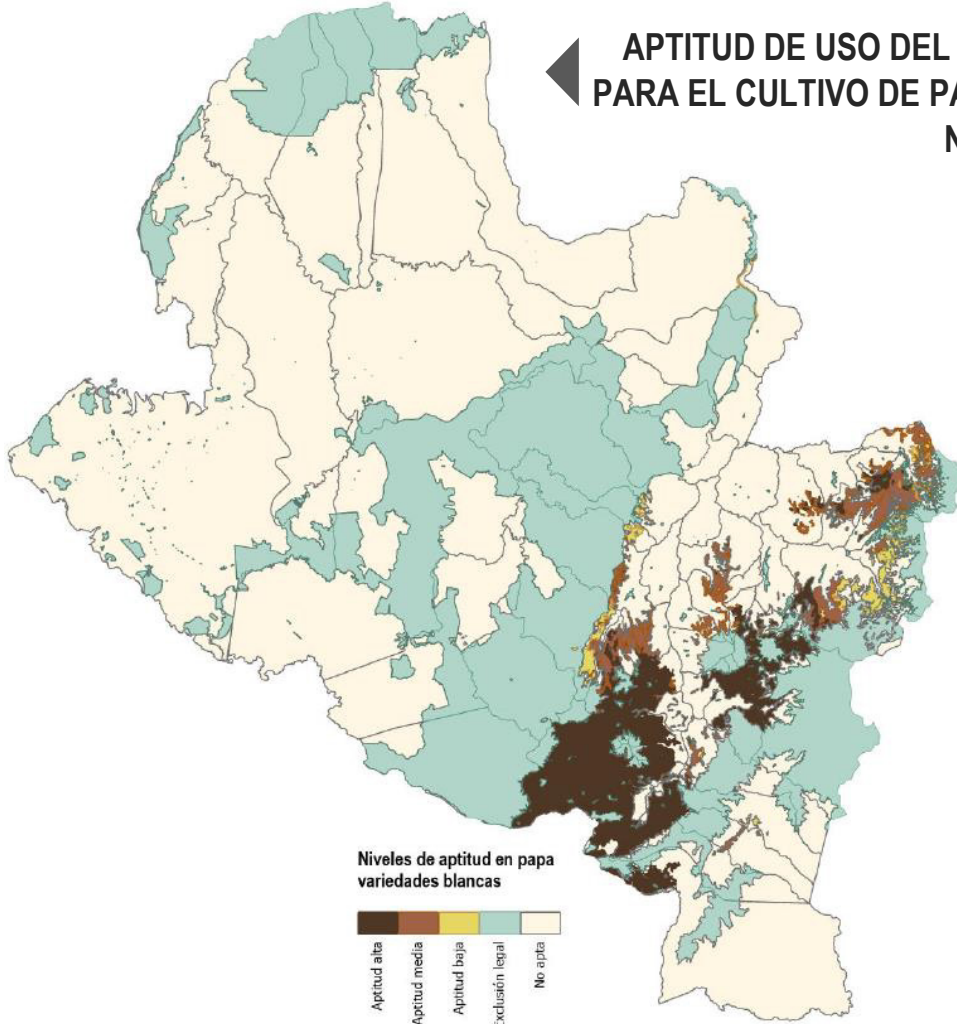 APTITUD DE USO DEL
PARA EL CULTIVO DE PA
N
Niveles de aptitud en papa
variedades blancas
Aptitud alta
Aptitud media
Aptitud baja
Exclusión legal
No apta